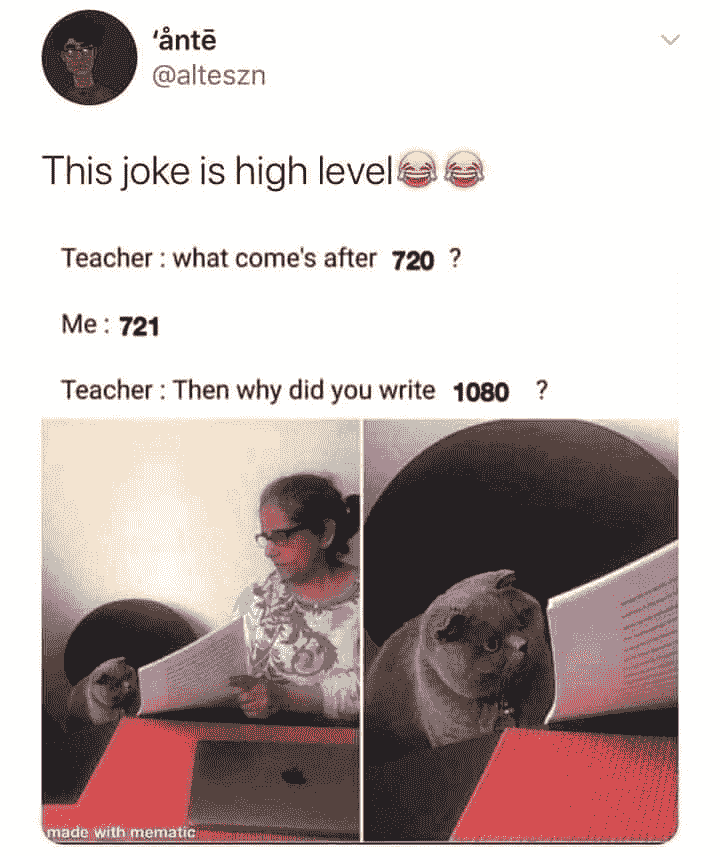 'åntē
@alteszn
This joke is high level😂😂
Teacher : what come's after 720 ?
Me : 721
Teacher : Then why did you write 1080 ?
made with mematic